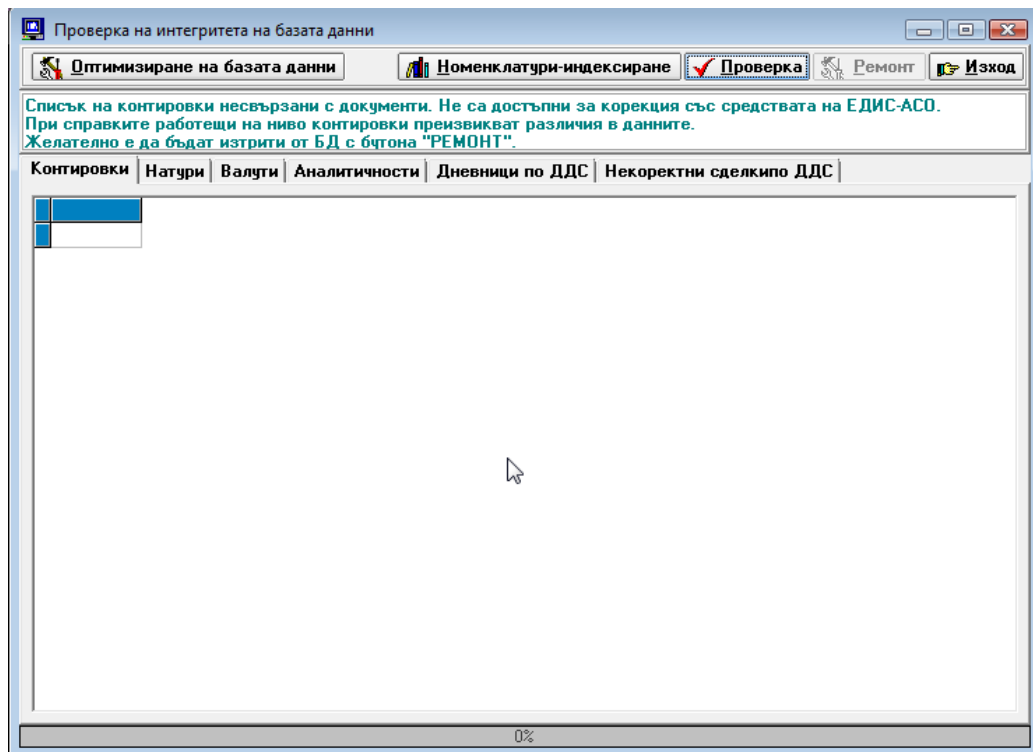 Проверка на интегритета на базата данни
Оптимизиране на базата данни Номенклатури-индексиране Проверка Ремонт Изход
Списък на контировки несвързани с документи. Не са достъпни за корекция със средствата на ЕДИС-АСО.
При справките работещи на ниво контировки преизвикват различия в данните.
Желателно е да бъдат изтрити от БД с бутона "РЕМОНТ".
Контировки Натури Валути Аналитичности Дневници по ДДС Некоректни сделкипо ДДС
0%